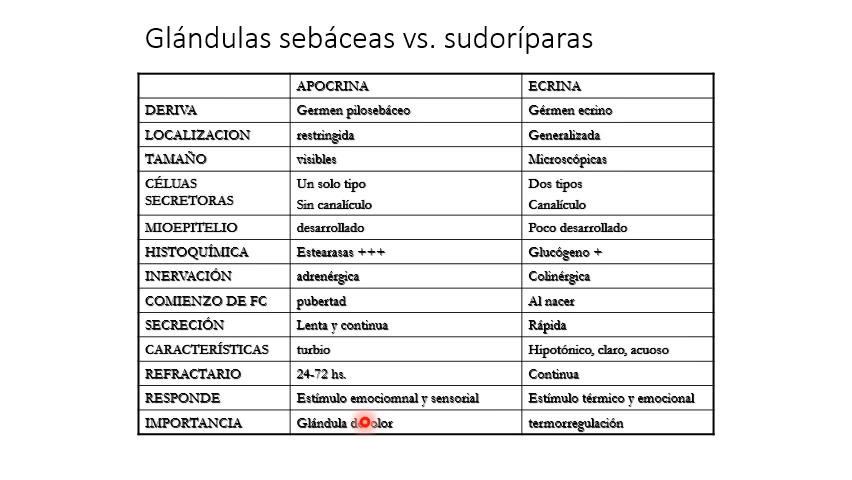 Glándulas sebáceas vs. sudoríparas
APOCRINA ECRINA
DERIVA Germen pilosebáceo Gérmen ecrino
LOCALIZACION restringida Generalizada
TAMAÑO visibles Microscópicas
CÉLUAS SECRETORAS Un solo tipo Dos tipos
Sin canalículo Canalículo
MIOEPITELIO desarrollado Poco desarrollado
HISTOQUÍMICA Estearasas +++ Glucógeno +
INERVACIÓN adrenérgica Colinérgica
COMIENZO DE FC pubertad Al nacer
SECRECIÓN Lenta y continua Rápida
CARACTERÍSTICAS turbio Hipotónico, claro, acuoso
REFRACTARIO 24-72 hs. Continua
RESPONDE Estímulo emociomnal y sensorial Estímulo térmico y emocional
IMPORTANCIA Glándula olor termorregulación